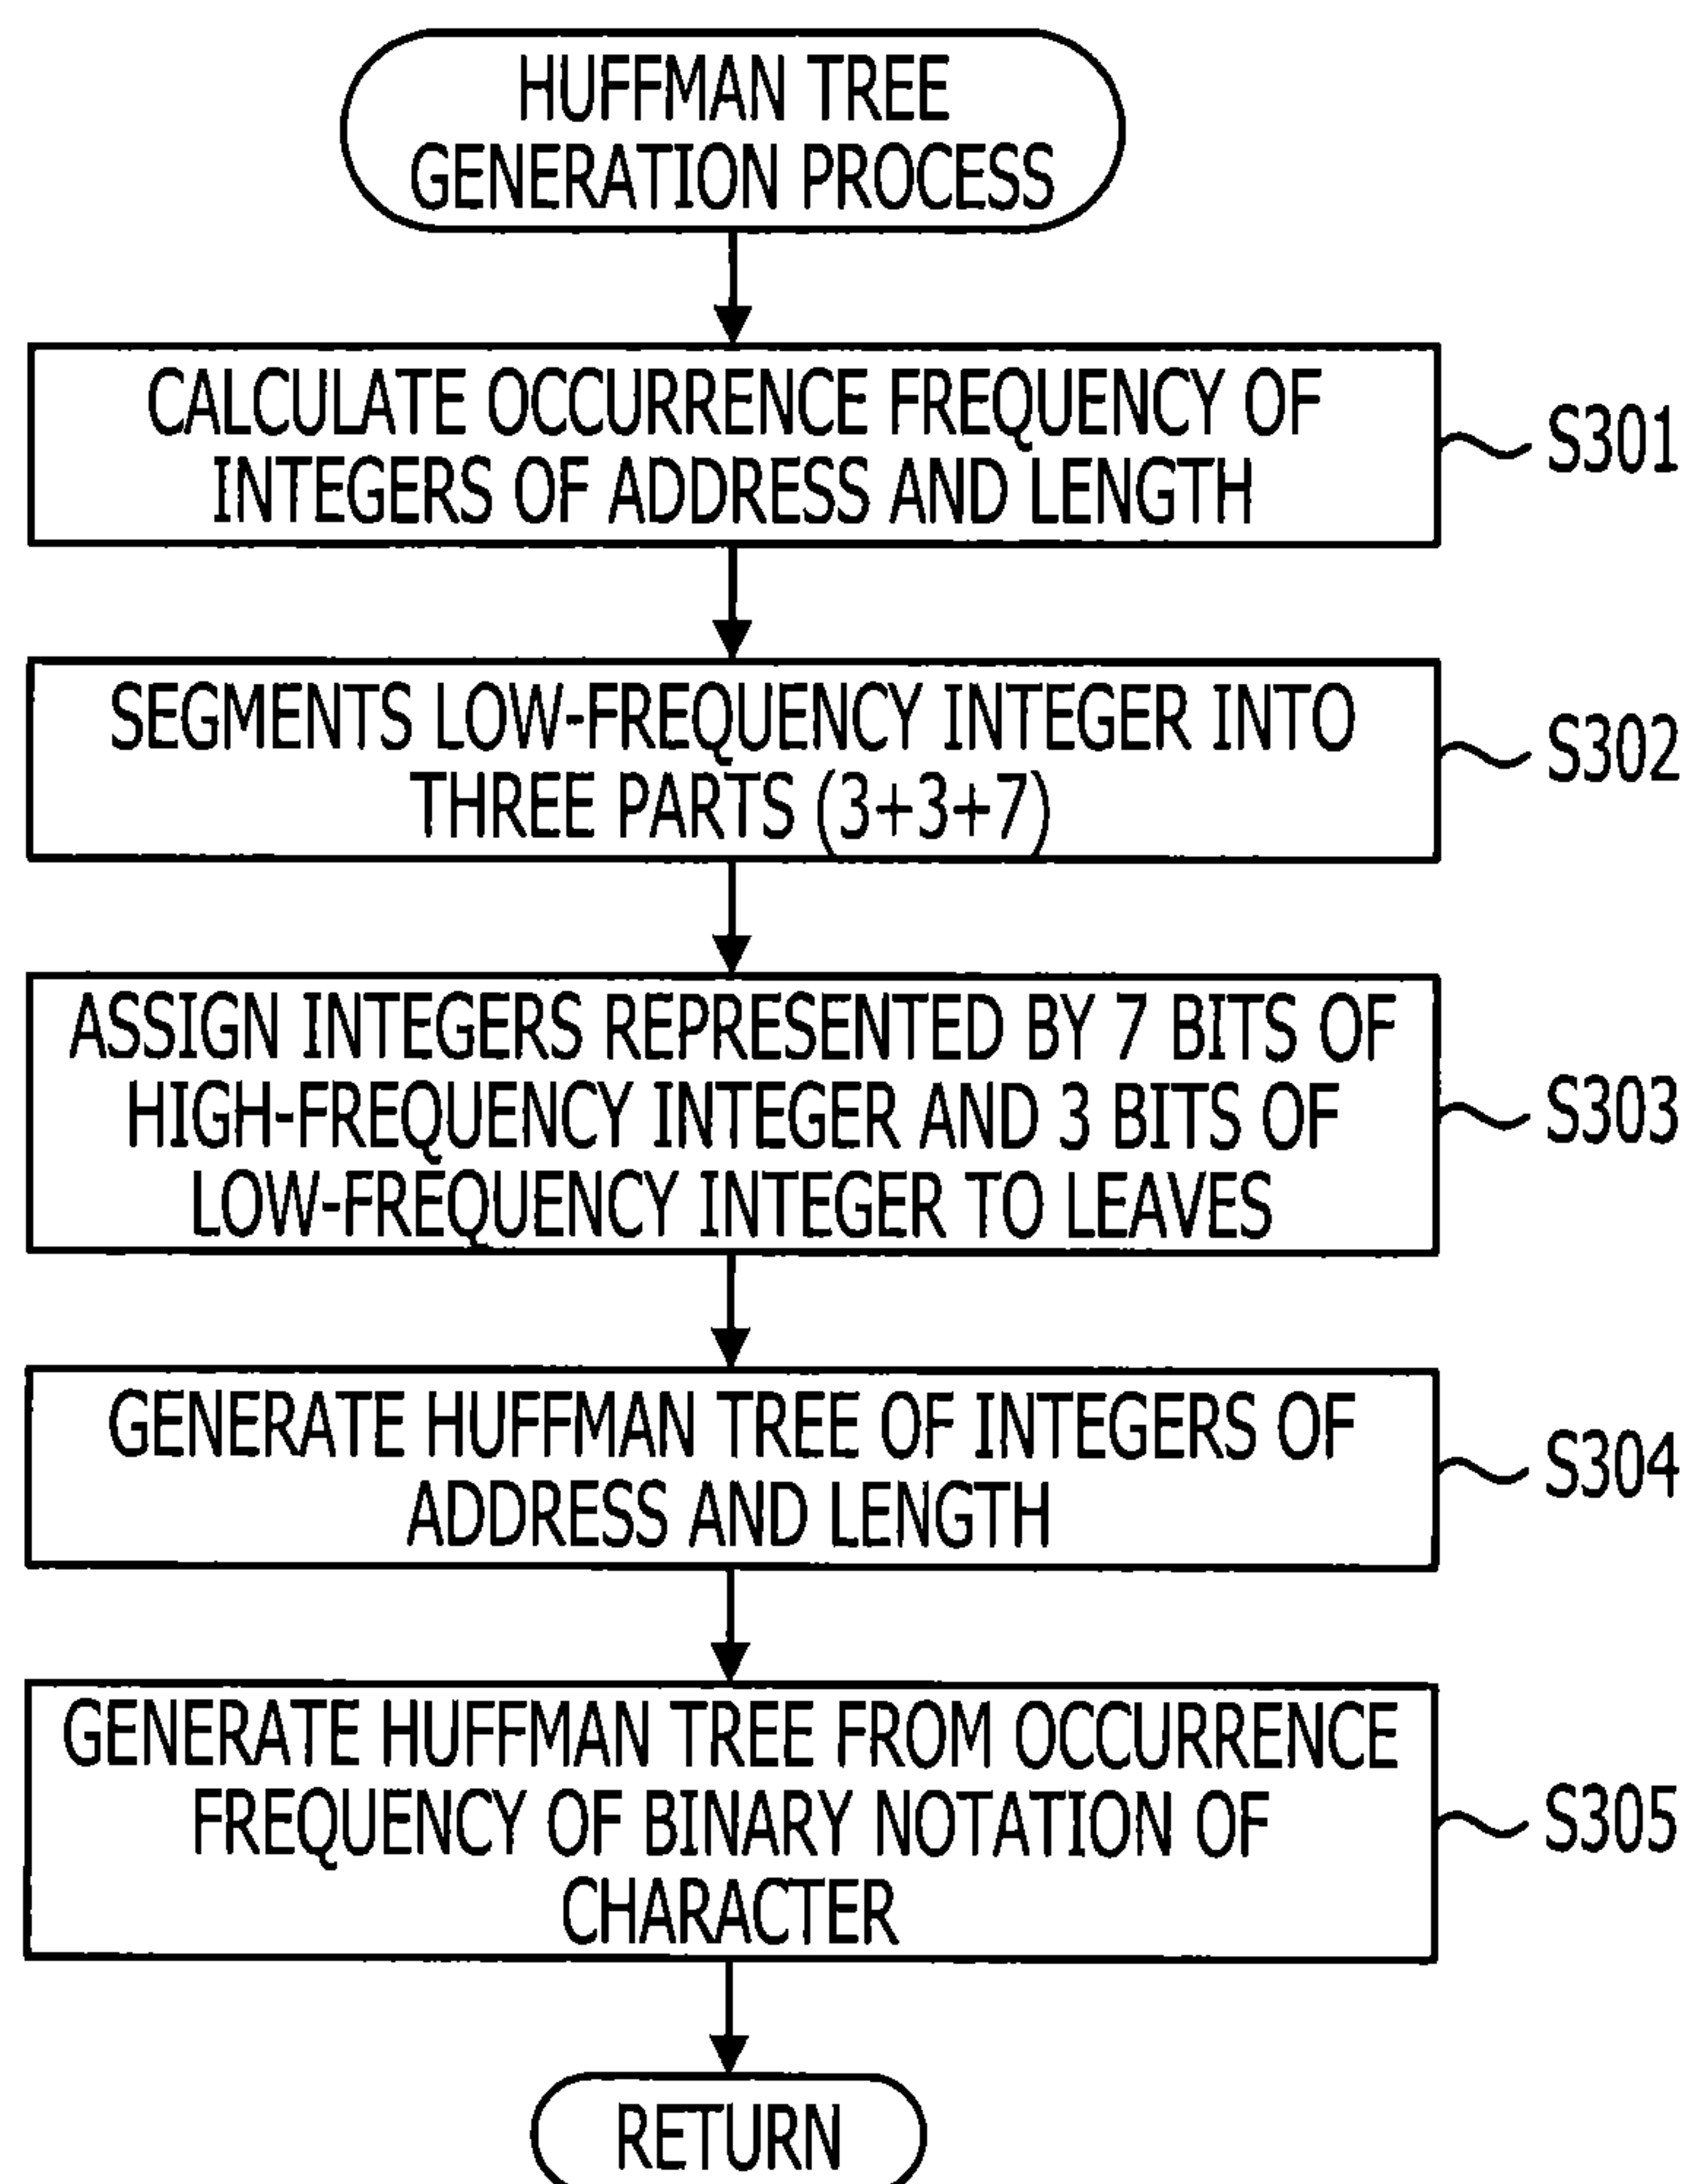 HUFFMAN TREE
GENERATION PROCESS
CALCULATE OCCURRENCE FREQUENCY OF
INTEGERS OF ADDRESS AND LENGTH
S301
SEGMENTS LOW-FREQUENCY INTEGER INTO
THREE PARTS (3+3+7)
S302
ASSIGN INTEGERS REPRESENTED BY 7 BITS OF
HIGH-FREQUENCY INTEGER AND 3 BITS OF
LOW-FREQUENCY INTEGER TO LEAVES
S303
GENERATE HUFFMAN TREE OF INTEGERS OF
ADDRESS AND LENGTH
S304
GENERATE HUFFMAN TREE FROM OCCURRENCE
FREQUENCY OF BINARY NOTATION OF
CHARACTER
S305
RETURN